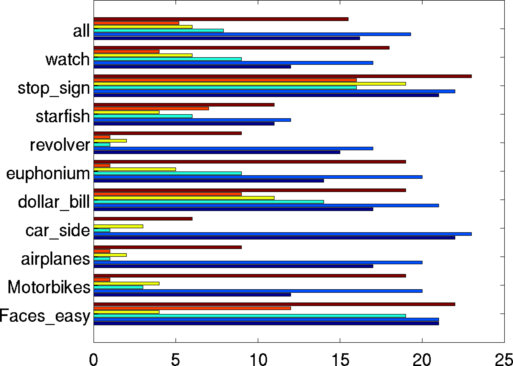 all
watch
stop_sign
starfish
revolver
euphonium
dollar_bill
car_side
airplanes
Motorbikes
Faces_easy
0 5 10 15 20 25